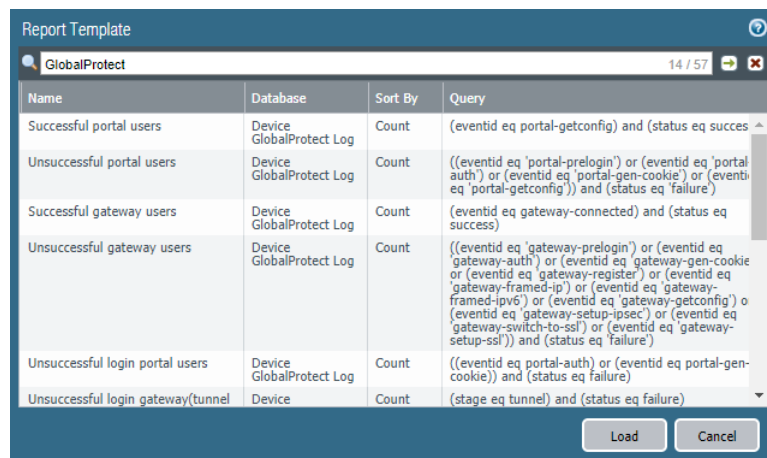 Report Template
GlobalProtect
14 / 57
Name Database Sort By Query
Successful portal users Device Count (eventid eq portal-getconfig) and (status eq succes
GlobalProtect Log
Unsuccessful portal users Device Count ((eventid eq 'portal-prelogin') or (eventid eq 'portal-
GlobalProtect Log auth') or (eventid eq 'portal-gen-cookie') or (eventi
eq 'portal-getconfig')) and (status eq 'failure')
Successful gateway users Device Count (eventid eq gateway-connected) and (status eq
GlobalProtect Log success)
Unsuccessful gateway users Device Count ((eventid eq 'gateway-prelogin') or (eventid eq
GlobalProtect Log 'gateway-auth') or (eventid eq 'gateway-gen-cookie
or (eventid eq 'gateway-register') or (eventid eq
'gateway-framed-ip') or (eventid eq 'gateway-
framed-ipv6') or (eventid eq 'gateway-getconfig') o
(eventid eq 'gateway-setup-ipsec') or (eventid eq
'gateway-switch-to-ssl') or (eventid eq 'gateway-
setup-ssl')) and (status eq 'failure')
Unsuccessful login portal users Device Count ((eventid eq portal-auth) or (eventid eq portal-gen-
GlobalProtect Log cookie)) and (status eq failure)
Unsuccessful login gateway(tunnel Device Count (stage eq tunnel) and (status eq failure)
Load Cancel